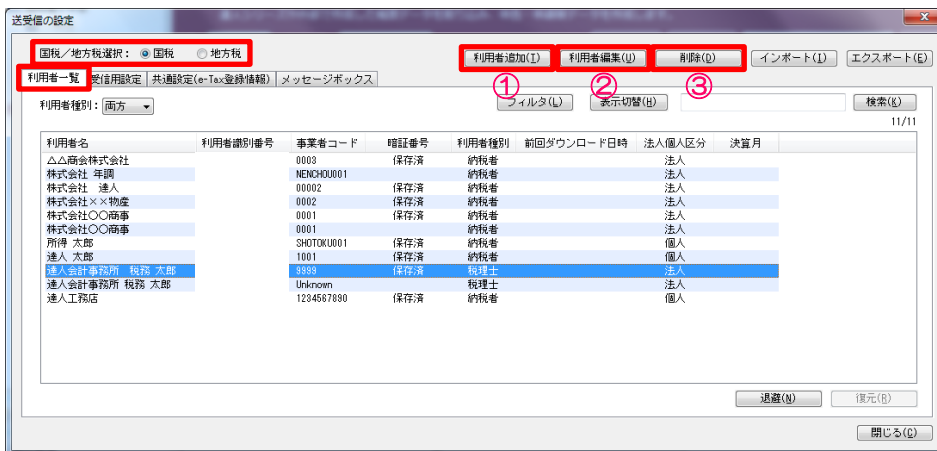 送受信の設定
国税／地方税選択： 国税 地方税 利用者追加(I) 利用者編集(U) 削除(D) インポート(I) エクスポート(E)
利用者一覧 受信用設定 共通設定(e-Tax登録情報) メッセージボックス
① ② ③
利用者種別： 両方 フィルタ(L) 表示切替(H) 検索(K)
11/11
利用者名 利用者識別番号 事業者コード 暗証番号 利用者種別 前回ダウンロード日時 法人個人区分 決算月
△△商会株式会社 0003 保存済 納税者 法人
株式会社 年調 NENCHOU001 納税者 法人
株式会社　達人 00002 保存済 納税者 法人
株式会社××物産 0002 保存済 納税者 法人
株式会社〇〇商事 0001 保存済 納税者 法人
株式会社〇〇商事 0001 納税者 法人
所得 太郎 SHOTOKU001 保存済 納税者 個人
達人 太郎 1001 保存済 納税者 個人
達人会計事務所　税務 太郎 9999 保存済 税理士 法人
達人会計事務所 税務 太郎 Unknown 税理士 法人
達人工務店 1234567890 保存済 納税者 個人
退避(N) 復元(R)
閉じる(C)